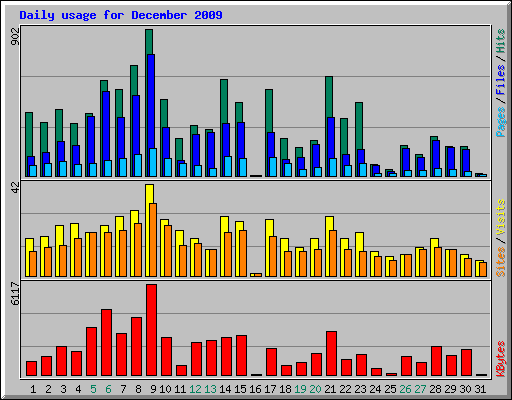 Daily usage for December 2009
902
Pages / Files / Hits
42
Sites / Visits
6117
KBytes
1 2 3 4 5 6 7 8 9 10 11 12 13 14 15 16 17 18 19 20 21 22 23 24 25 26 27 28 29 30 31